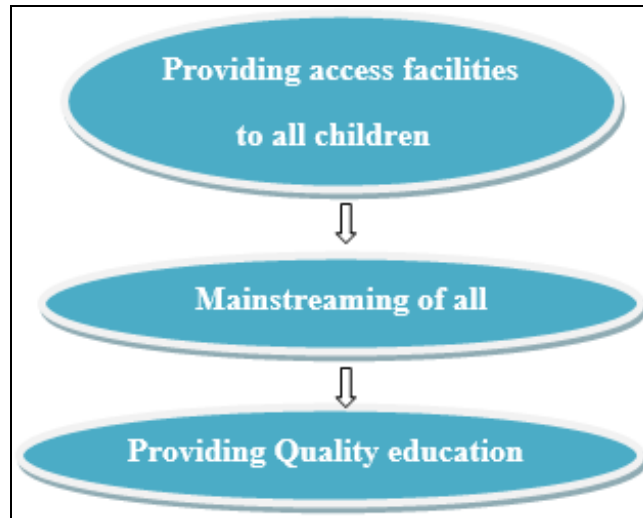 Providing access facilities
to all children
Mainstreaming of all
Providing Quality education